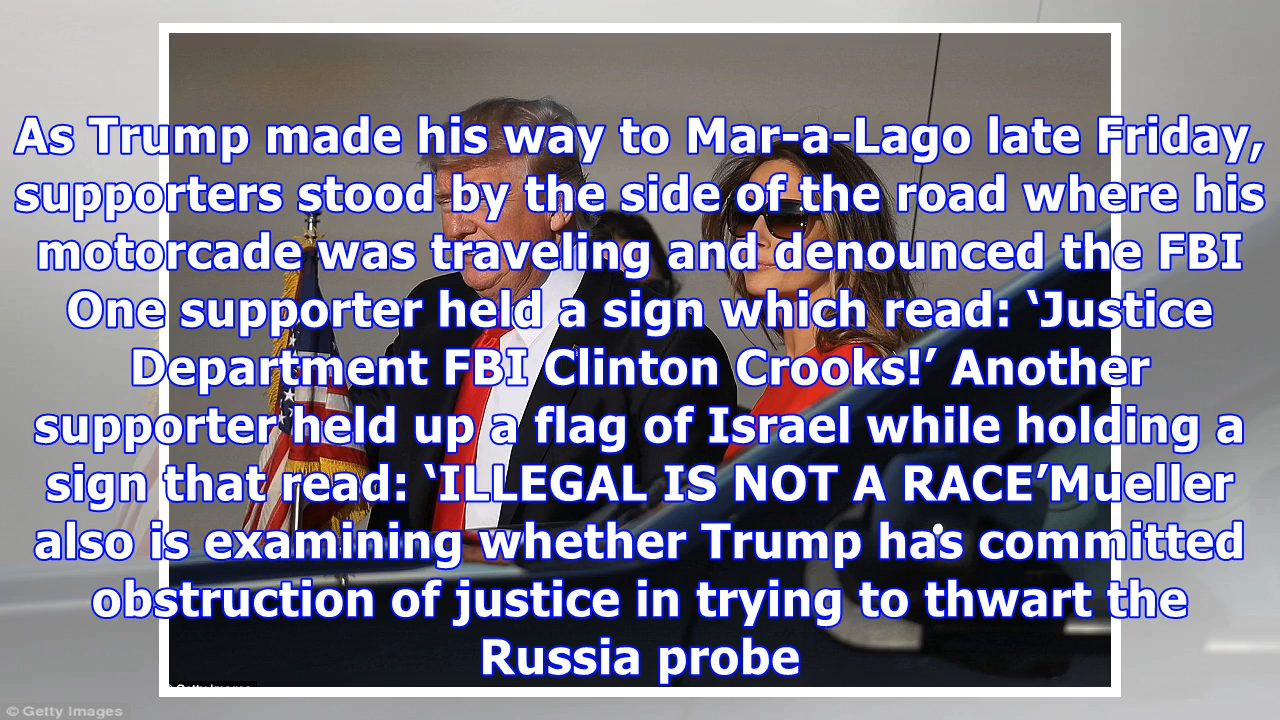 As Trump made his way to Mar-a-Lago late Friday,
supporters stood by the side of the road where his
motorcade was traveling and denounced the FBI
One supporter held a sign which read: ‘Justice
Department FBI Clinton Crooks!’ Another
supporter held up a flag of Israel while holding a
sign that read: ‘ILLEGAL IS NOT A RACE’Mueller
also is examining whether Trump has committed
obstruction of justice in trying to thwart the
Russia probe
© Getty Images